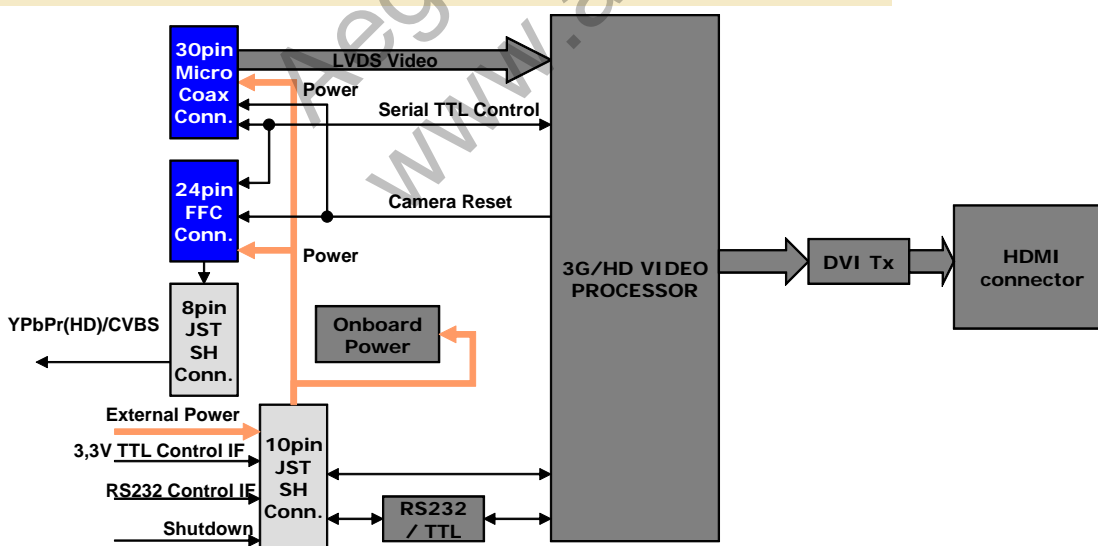 30pin
Micro
Coax
Conn.
LVDS Video
Power
Serial TTL Control
24pin
FFC
Conn.
Camera Reset
Power
3G/HD VIDEO
PROCESSOR
DVI Tx
HDMI
connector
YPbPr(HD)/CVBS
8pin
JST
SH
Conn.
Onboard
Power
External Power
3,3V TTL Control IF
RS232 Control IF
Shutdown
10pin
JST
SH
Conn.
RS232
/ TTL